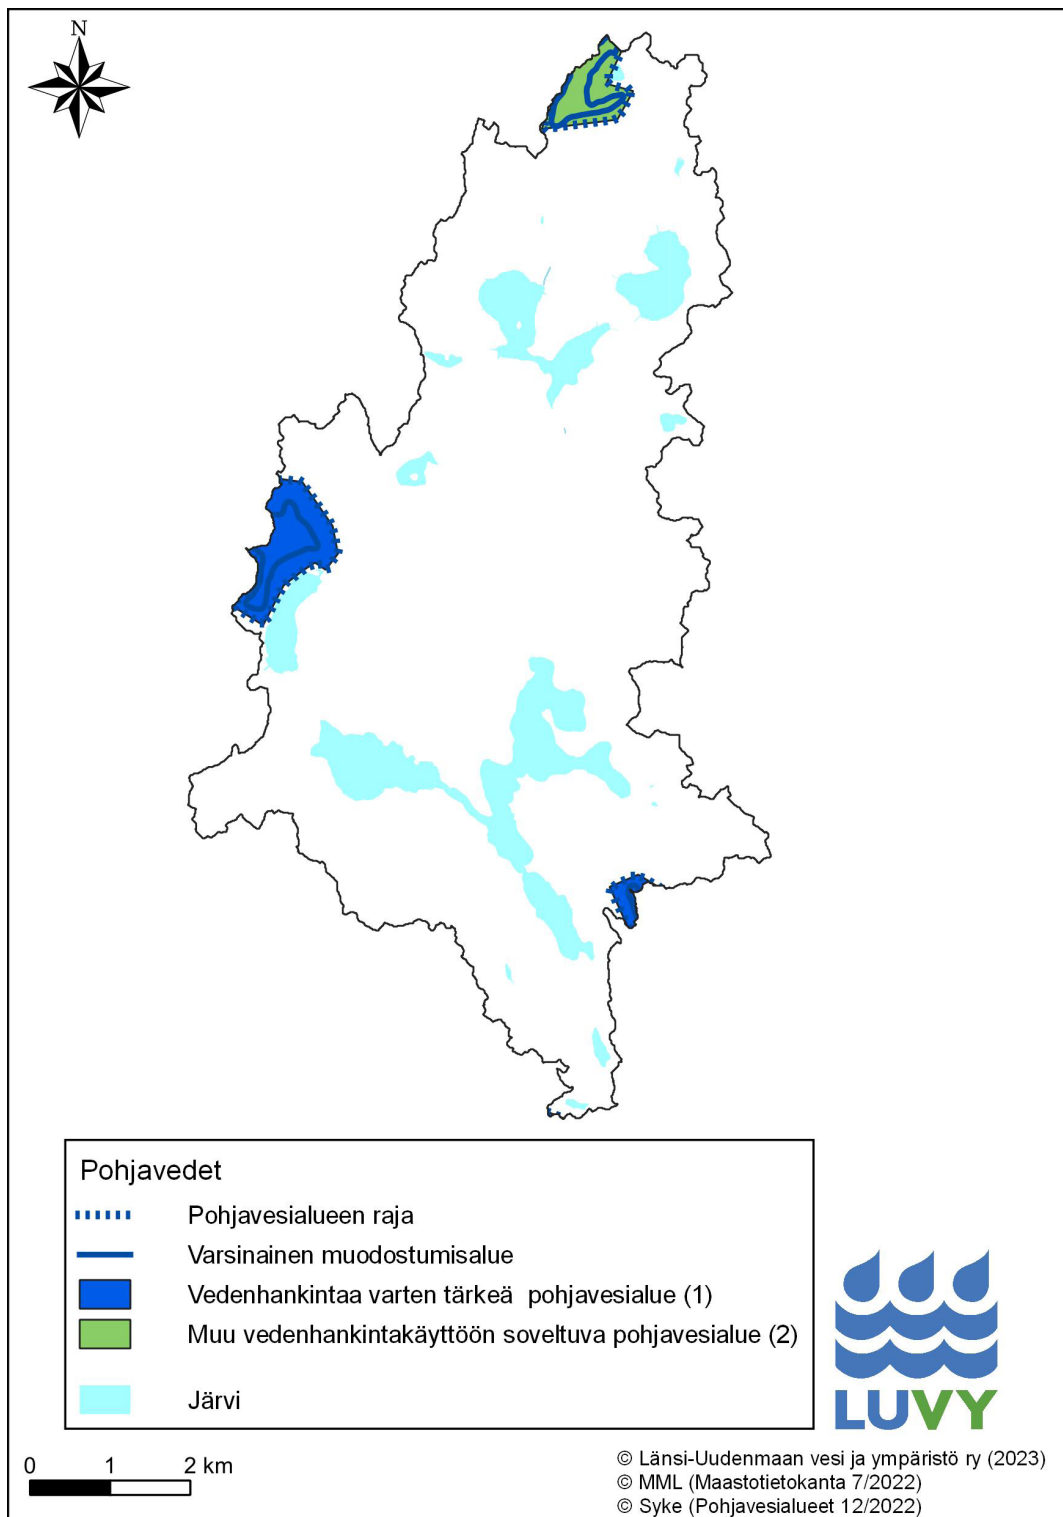 N
Pohjavedet
Pohjavesialueen raja
Varsinainen muodostumisalue
Vedenhankintaa varten tärkeä pohjavesialue (1)
Muu vedenhankintakäyttöön soveltuva pohjavesialue (2)
Järvi
LUVY
0 1 2 km
© Länsi-Uudenmaan vesi ja ympäristö ry (2023)
© MML (Maastotietokanta 7/2022)
© Syke (Pohjavesialueet 12/2022)